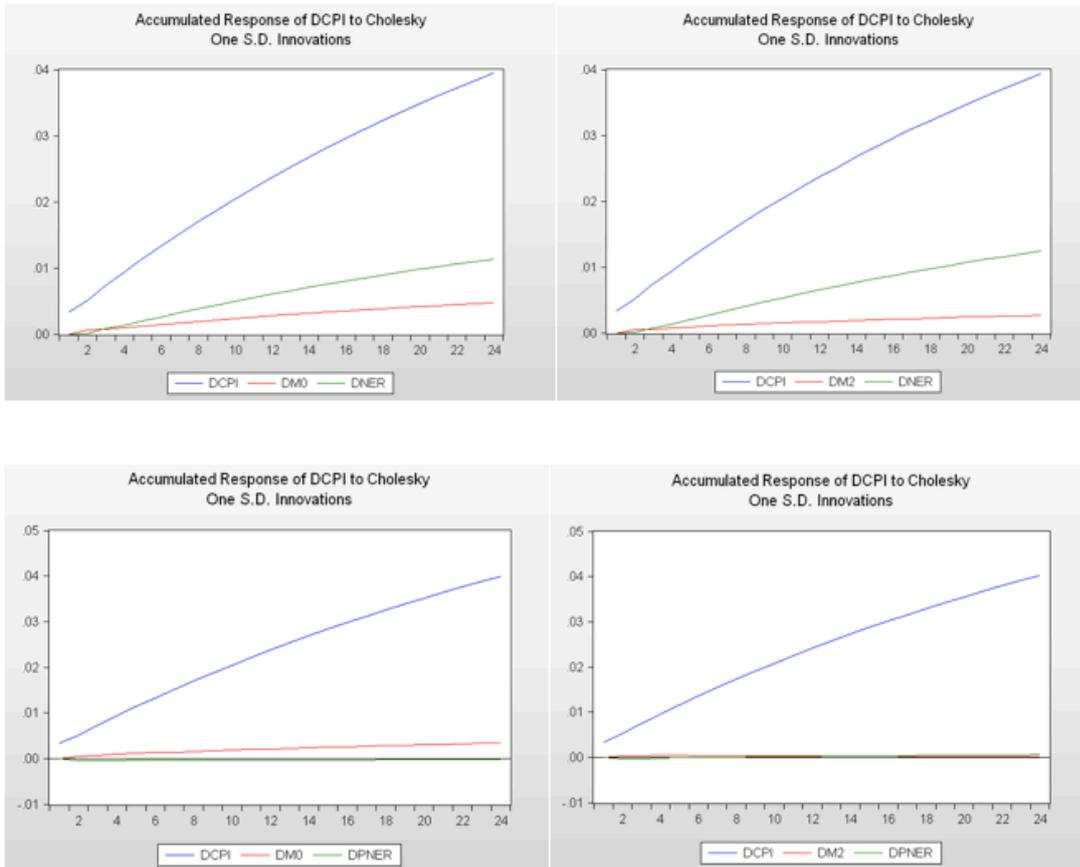 Accumulated Response of DCPI to Cholesky
One S.D. Innovations
.04
.03
.02
.01
.00
2 4 6 8 10 12 14 16 18 20 22 24
DCPI DM0 DNER
Accumulated Response of DCPI to Cholesky
One S.D. Innovations
.04
.03
.02
.01
.00
2 4 6 8 10 12 14 16 18 20 22 24
DCPI DM2 DNER
Accumulated Response of DCPI to Cholesky
One S.D. Innovations
.05
.04
.03
.02
.01
.00
-.01
2 4 6 8 10 12 14 16 18 20 22 24
DCPI DM0 DPNER
Accumulated Response of DCPI to Cholesky
One S.D. Innovations
.05
.04
.03
.02
.01
.00
-.01
2 4 6 8 10 12 14 16 18 20 22 24
DCPI DM2 DPNER